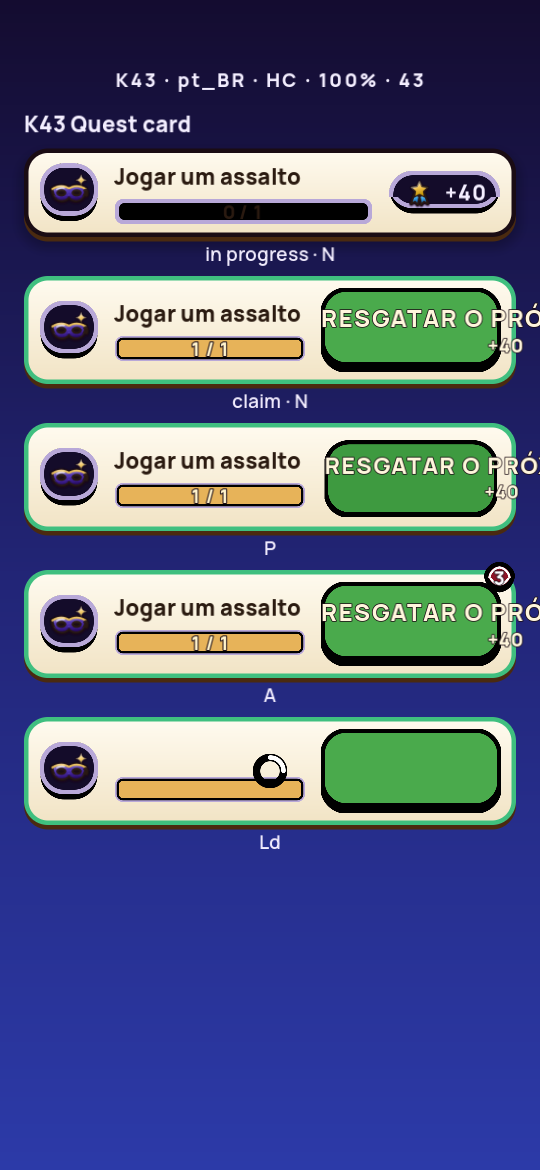 K43 · pt_BR · HC · 100% · 43
K43 Quest card
Jogar um assalto
0 / 1
+40
in progress · N
Jogar um assalto
1 / 1
RESGATAR O PRÓ
+40
claim · N
Jogar um assalto
1 / 1
RESGATAR O PRÓ
+40
P
3
Jogar um assalto
1 / 1
RESGATAR O PRÓ
+40
A
Ld